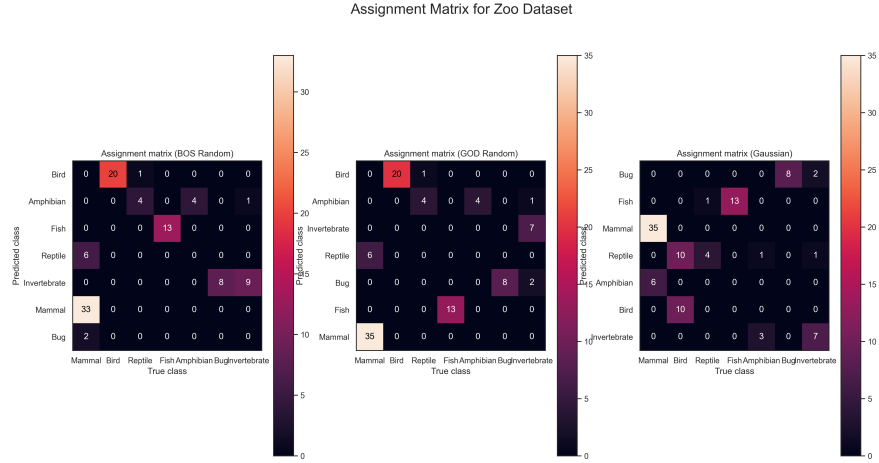 Assignment Matrix for Zoo Dataset
Assignment matrix (BOS Random)
Predicted class
Bird 0 20 1 0 0 0 0
Amphibian 0 0 4 0 4 0 1
Fish 0 0 0 13 0 0 0
Reptile 6 0 0 0 0 0 0
Invertebrate 0 0 0 0 0 8 9
Mammal 33 0 0 0 0 0 0
Bug 2 0 0 0 0 0 0
Mammal Bird Reptile Fish Amphibian Bug Invertebrate
True class
30
25
20
15
10
5
0
Assignment matrix (GOD Random)
Predicted class
Bird 0 20 1 0 0 0 0
Amphibian 0 0 4 0 4 0 1
Invertebrate 0 0 0 0 0 0 7
Reptile 6 0 0 0 0 0 0
Bug 0 0 0 0 0 8 2
Fish 0 0 0 13 0 0 0
Mammal 35 0 0 0 0 0 0
Mammal Bird Reptile Fish Amphibian Bug Invertebrate
True class
35
30
25
20
15
10
5
0
Assignment matrix (Gaussian)
Predicted class
Bug 0 0 0 0 0 8 2
Fish 0 0 1 13 0 0 0
Mammal 35 0 0 0 0 0 0
Reptile 0 10 4 0 1 0 1
Amphibian 6 0 0 0 0 0 0
Bird 0 10 0 0 0 0 0
Invertebrate 0 0 0 0 3 0 7
Mammal Bird Reptile Fish Amphibian Bug Invertebrate
True class
35
30
25
20
15
10
5
0